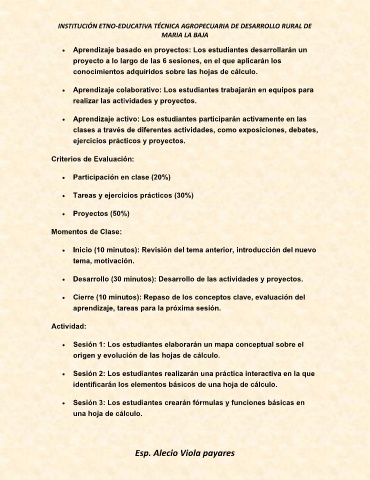 INSTITUCIÓN ETNO-EDUCATIVA TÉCNICA AGROPECUARIA DE DESARROLLO RURAL DE
MARIA LA BAJA
• Aprendizaje basado en proyectos: Los estudiantes desarrollarán un
proyecto a lo largo de las 6 sesiones, en el que aplicarán los
conocimientos adquiridos sobre las hojas de cálculo.
• Aprendizaje colaborativo: Los estudiantes trabajarán en equipos para
realizar las actividades y proyectos.
• Aprendizaje activo: Los estudiantes participarán activamente en las
clases a través de diferentes actividades, como exposiciones, debates,
ejercicios prácticos y proyectos.
Criterios de Evaluación:
• Participación en clase (20%)
• Tareas y ejercicios prácticos (30%)
• Proyectos (50%)
Momentos de Clase:
• Inicio (10 minutos): Revisión del tema anterior, introducción del nuevo
tema, motivación.
• Desarrollo (30 minutos): Desarrollo de las actividades y proyectos.
• Cierre (10 minutos): Repaso de los conceptos clave, evaluación del
aprendizaje, tareas para la próxima sesión.
Actividad:
• Sesión 1: Los estudiantes elaborarán un mapa conceptual sobre el
origen y evolución de las hojas de cálculo.
• Sesión 2: Los estudiantes realizarán una práctica interactiva en la que
identificarán los elementos básicos de una hoja de cálculo.
• Sesión 3: Los estudiantes crearán fórmulas y funciones básicas en
una hoja de cálculo.
Esp. Alecio Viola payares